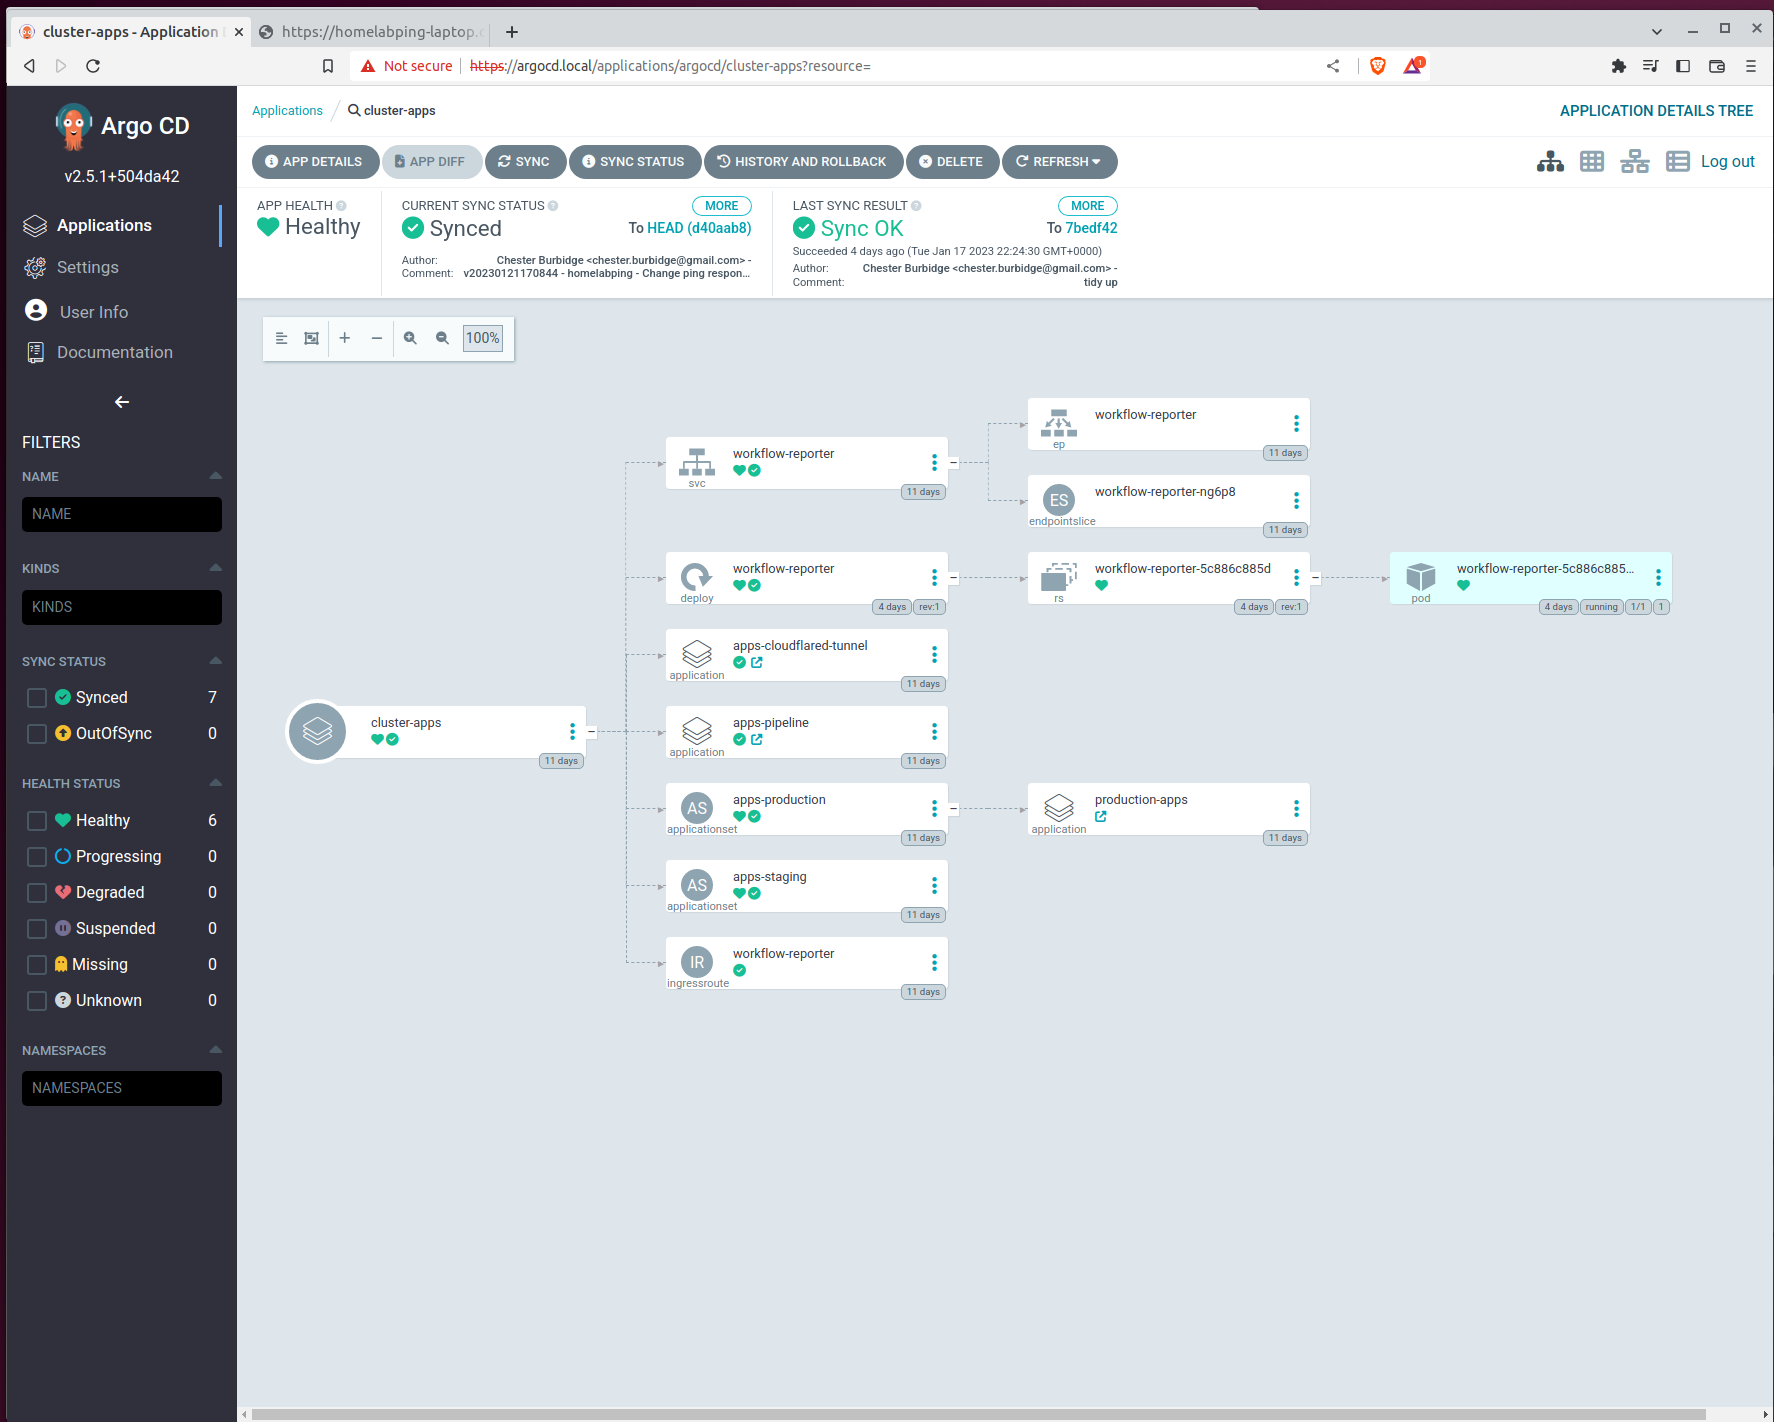 cluster-apps - Application
https://homelabping-laptop.c
Not secure
https://argocd.local/applications/argocd/cluster-apps?resource=
1
Argo CD
v2.5.1+504da42
Applications
Settings
User Info
Documentation
FILTERS
NAME
NAME
KINDS
KINDS
SYNC STATUS
Synced 7
OutOfSync 0
HEALTH STATUS
Healthy 6
Progressing 0
Degraded 0
Suspended 0
Missing 0
Unknown 0
NAMESPACES
NAMESPACES
Applications / cluster-apps
APPLICATION DETAILS TREE
APP DETAILS
APP DIFF
SYNC
SYNC STATUS
HISTORY AND ROLLBACK
DELETE
REFRESH
Log out
APP HEALTH
Healthy
CURRENT SYNC STATUS
MORE
Synced
To HEAD (d40aab8)
Author: Chester Burbidge <chester.burbidge@gmail.com> -
Comment: v20230121170844 - homelabping - Change ping respon...
LAST SYNC RESULT
MORE
Sync OK
To 7bedf42
Succeeded 4 days ago (Tue Jan 17 2023 22:24:30 GMT+0000)
Author: Chester Burbidge <chester.burbidge@gmail.com> -
Comment: tidy up
100%
cluster-apps
11 days
workflow-reporter
svc
11 days
workflow-reporter
ep
11 days
ES
workflow-reporter-ng6p8
endpointslice
11 days
workflow-reporter
deploy
4 days
rev:1
workflow-reporter-5c886c885d
rs
4 days
rev:1
workflow-reporter-5c886c885...
pod
4 days
running
1/1
1
apps-cloudflared-tunnel
application
11 days
apps-pipeline
application
11 days
AS
apps-production
applicationset
11 days
production-apps
application
11 days
AS
apps-staging
applicationset
11 days
IR
workflow-reporter
ingressroute
11 days